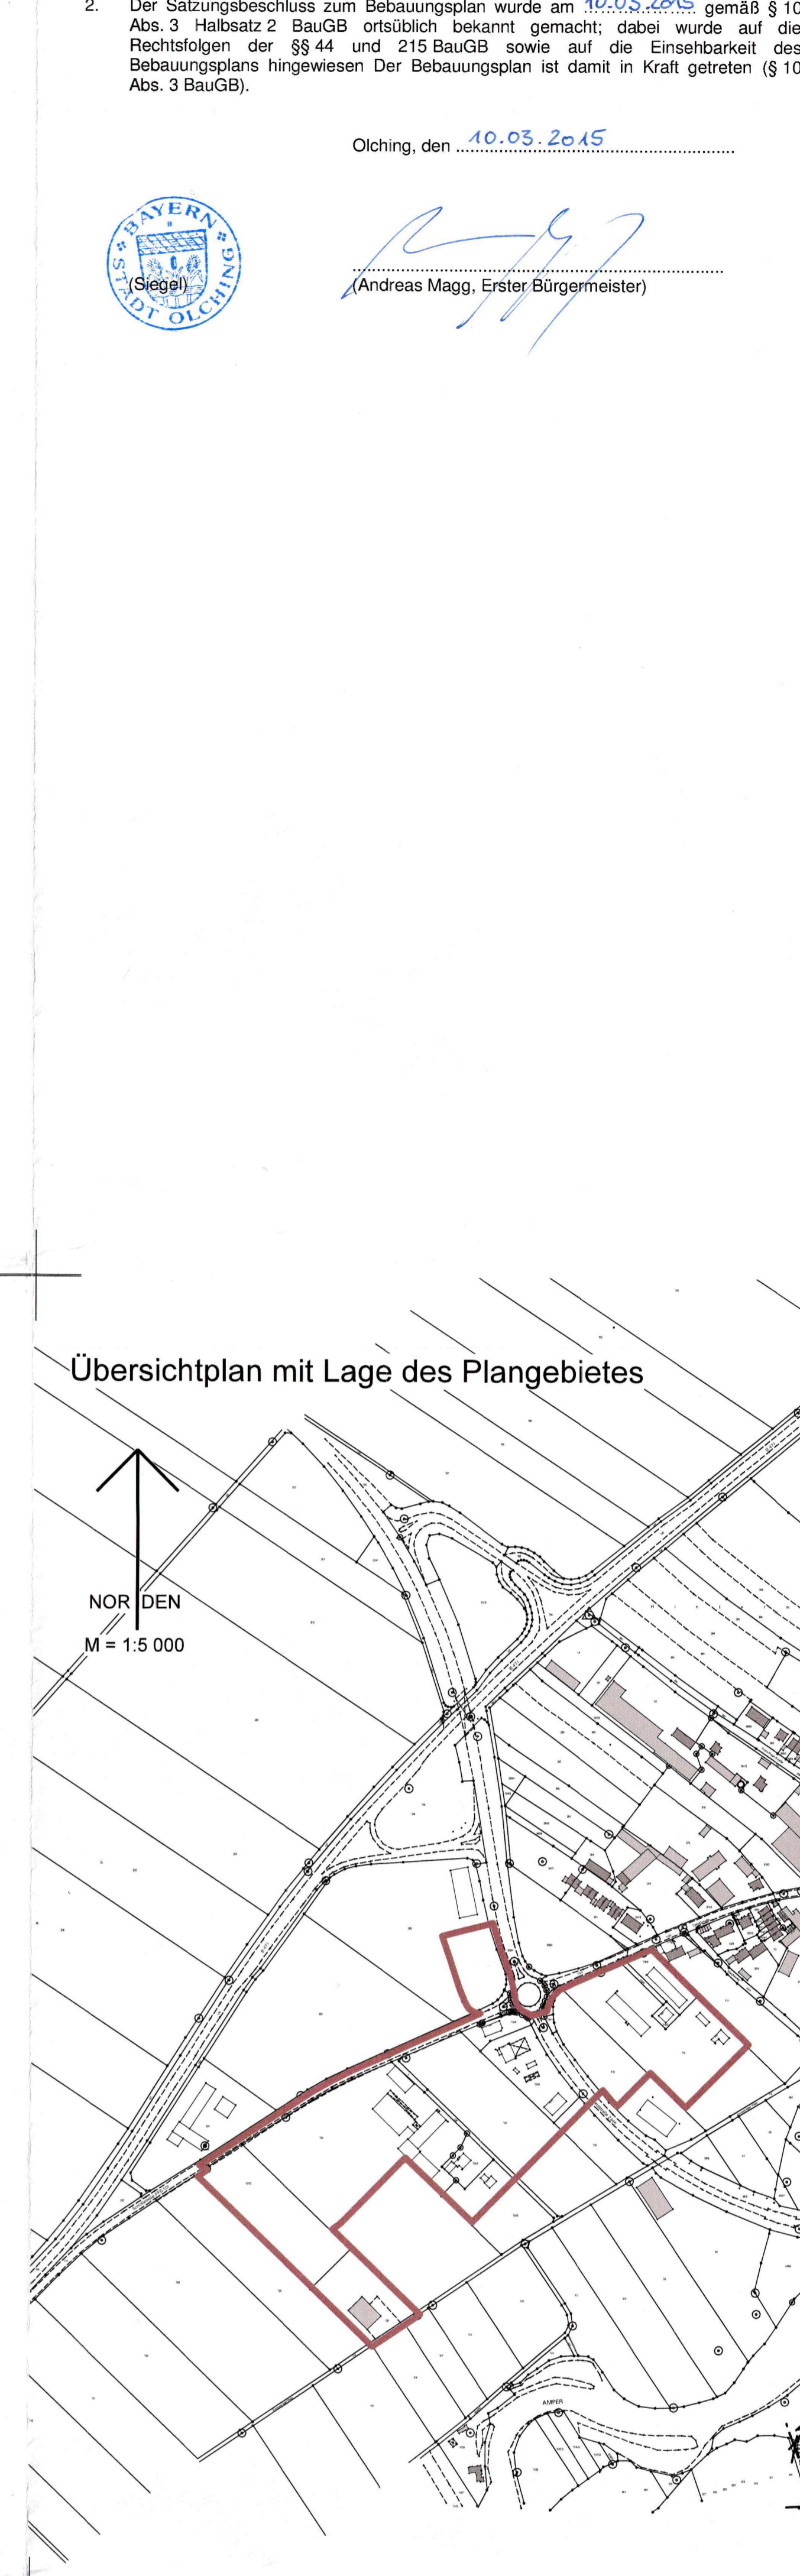 2. Der Satzungsbeschluss zum Bebauungsplan wurde am 10.03.2015 gemäß § 10
Abs. 3 Halbsatz 2 BauGB ortsüblich bekannt gemacht; dabei wurde auf die
Rechtsfolgen der §§ 44 und 215 BauGB sowie auf die Einsehbarkeit des
Bebauungsplans hingewiesen Der Bebauungsplan ist damit in Kraft getreten (§ 10
Abs. 3 BauGB).
Olching, den 10.03.2015
BAYERN
STADT OLCHING
(Siegel)
(Andreas Magg, Erster Bürgermeister)
Übersichtplan mit Lage des Plangebietes
NORDEN
M = 1:5 000
AMPER